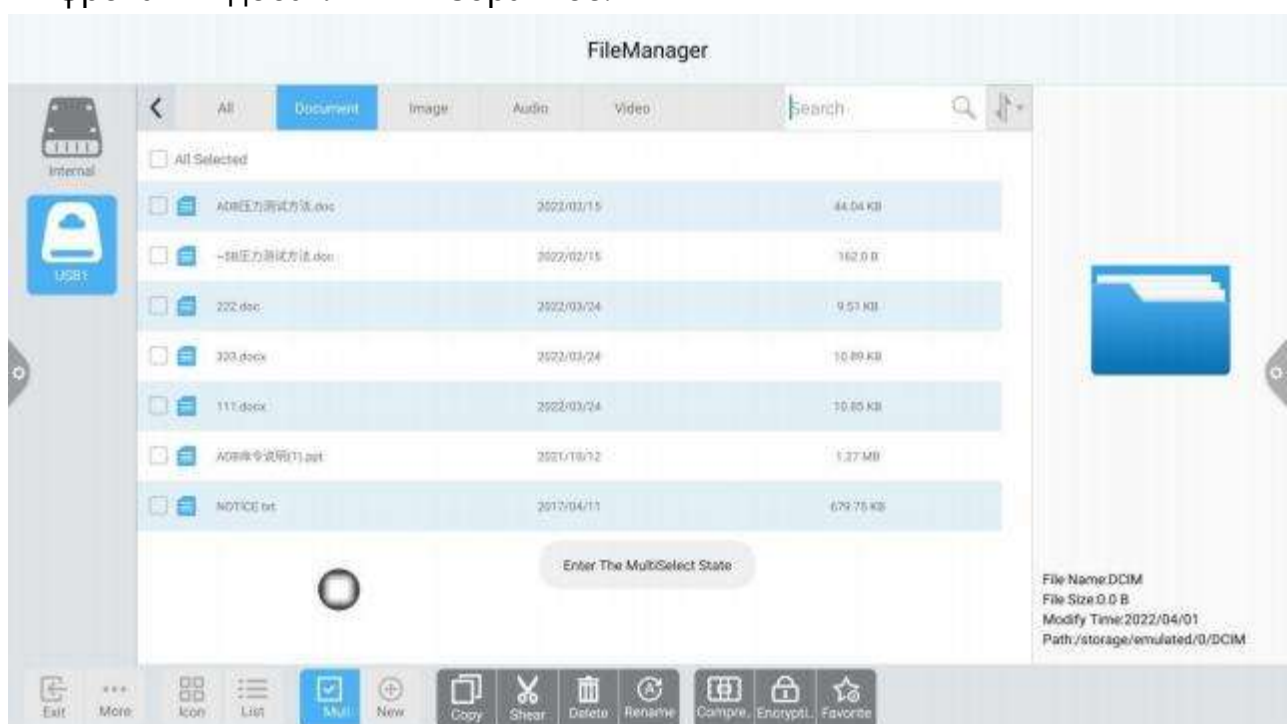 FileManager
All
Document
Image
Audio
Video
Search
All Selected
Internal
USB1
ADB压力测试方法.doc 2022/02/15 44.04 KB
~$B压力测试方法.doc 2022/02/15 162.0 B
222.doc 2022/03/24 9.51 KB
333.docx 2022/03/24 10.89 KB
111.docx 2022/03/24 10.85 KB
ADB命令说明(1).ppt 2021/10/12 1.27 MB
NOTICE.txt 2017/04/11 679.75 KB
Enter The MultiSelect State
File Name:DCIM
File Size:0.0 B
Modify Time:2022/04/01
Path:/storage/emulated/0/DCIM
Exit
More
Icon
List
Multi
New
Copy
Shear
Delete
Rename
Compre..
Encrypti..
Favorite